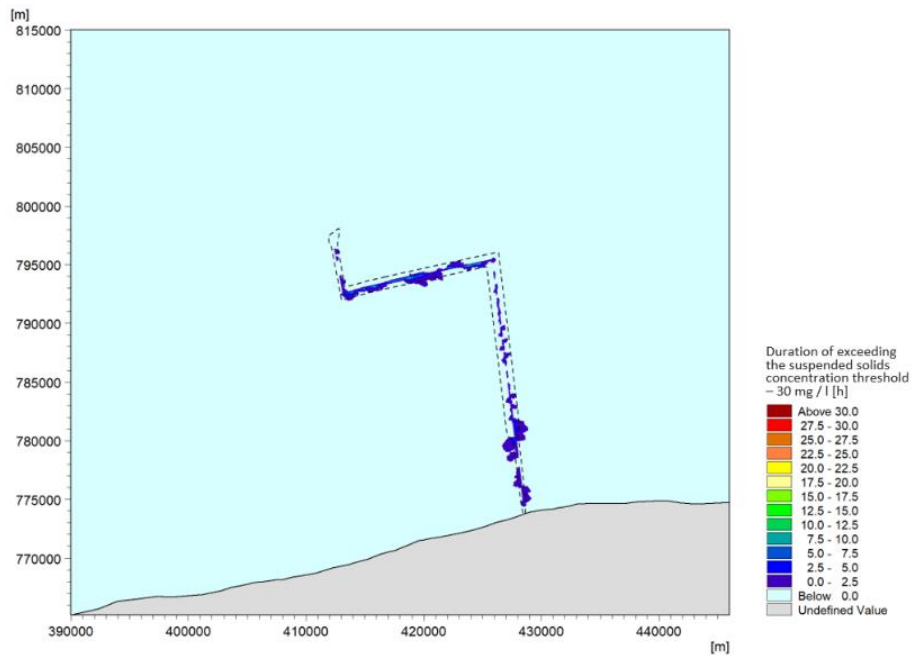 [m]
815000
810000
805000
800000
795000
790000
785000
780000
775000
770000
390000 400000 410000 420000 430000 440000
[m]
Duration of exceeding
the suspended solids
concentration threshold
– 30 mg / l [h]
Above 30.0
27.5 - 30.0
25.0 - 27.5
22.5 - 25.0
20.0 - 22.5
17.5 - 20.0
15.0 - 17.5
12.5 - 15.0
10.0 - 12.5
7.5 - 10.0
5.0 - 7.5
2.5 - 5.0
0.0 - 2.5
Below 0.0
Undefined Value